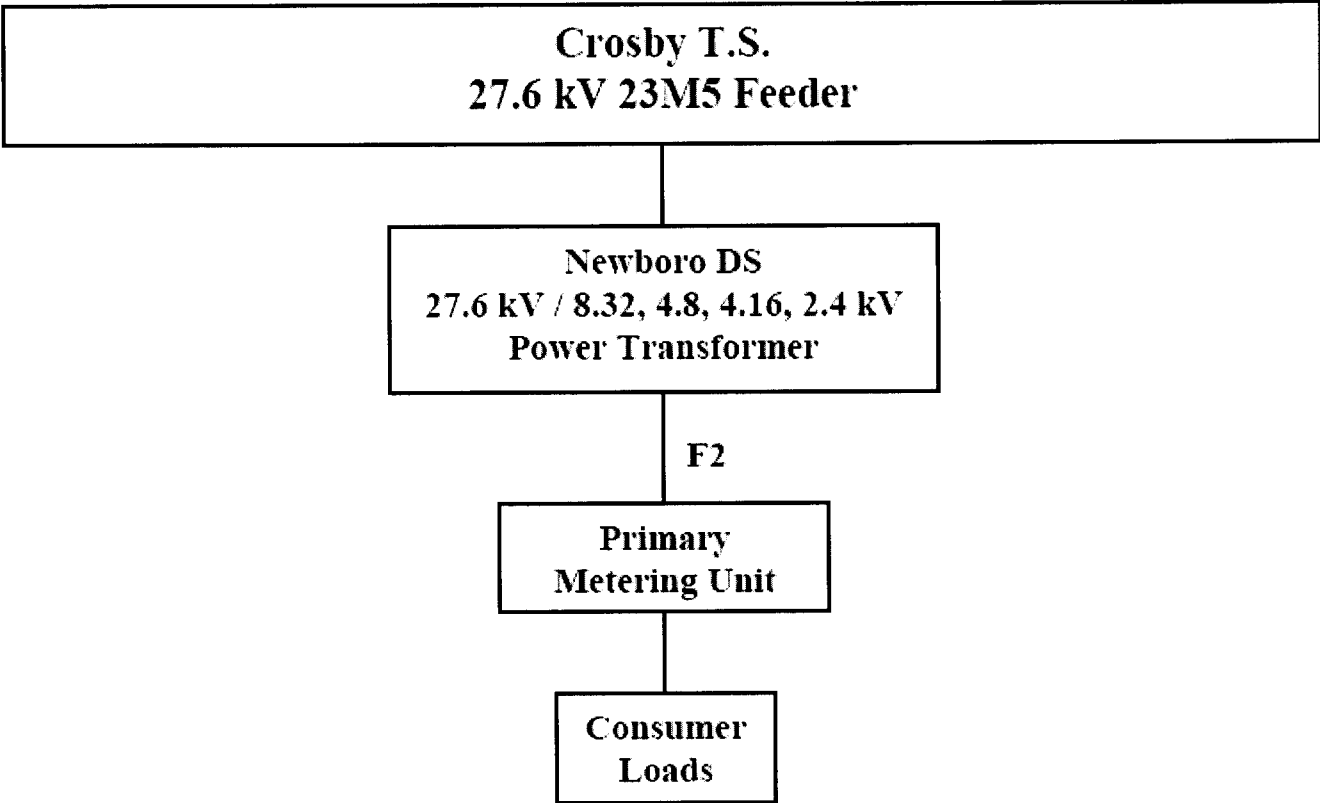 Crosby T.S.
27.6 kV 23M5 Feeder
Newboro DS
27.6 kV / 8.32, 4.8, 4.16, 2.4 kV
Power Transformer
F2
Primary
Metering Unit
Consumer
Loads